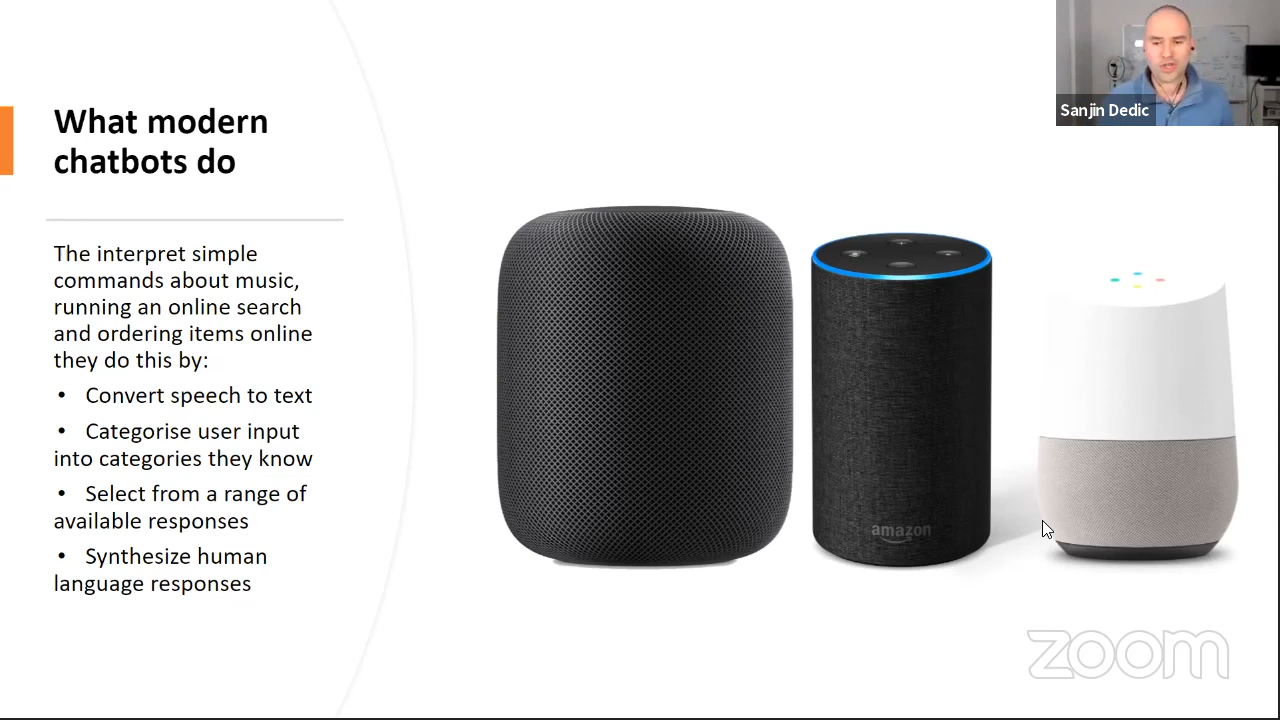 What modern
chatbots do
The interpret simple
commands about music,
running an online search
and ordering items online
they do this by:
• Convert speech to text
• Categorise user input
into categories they know
• Select from a range of
available responses
• Synthesize human
language responses
Sanjin Dedic
amazon
zoom